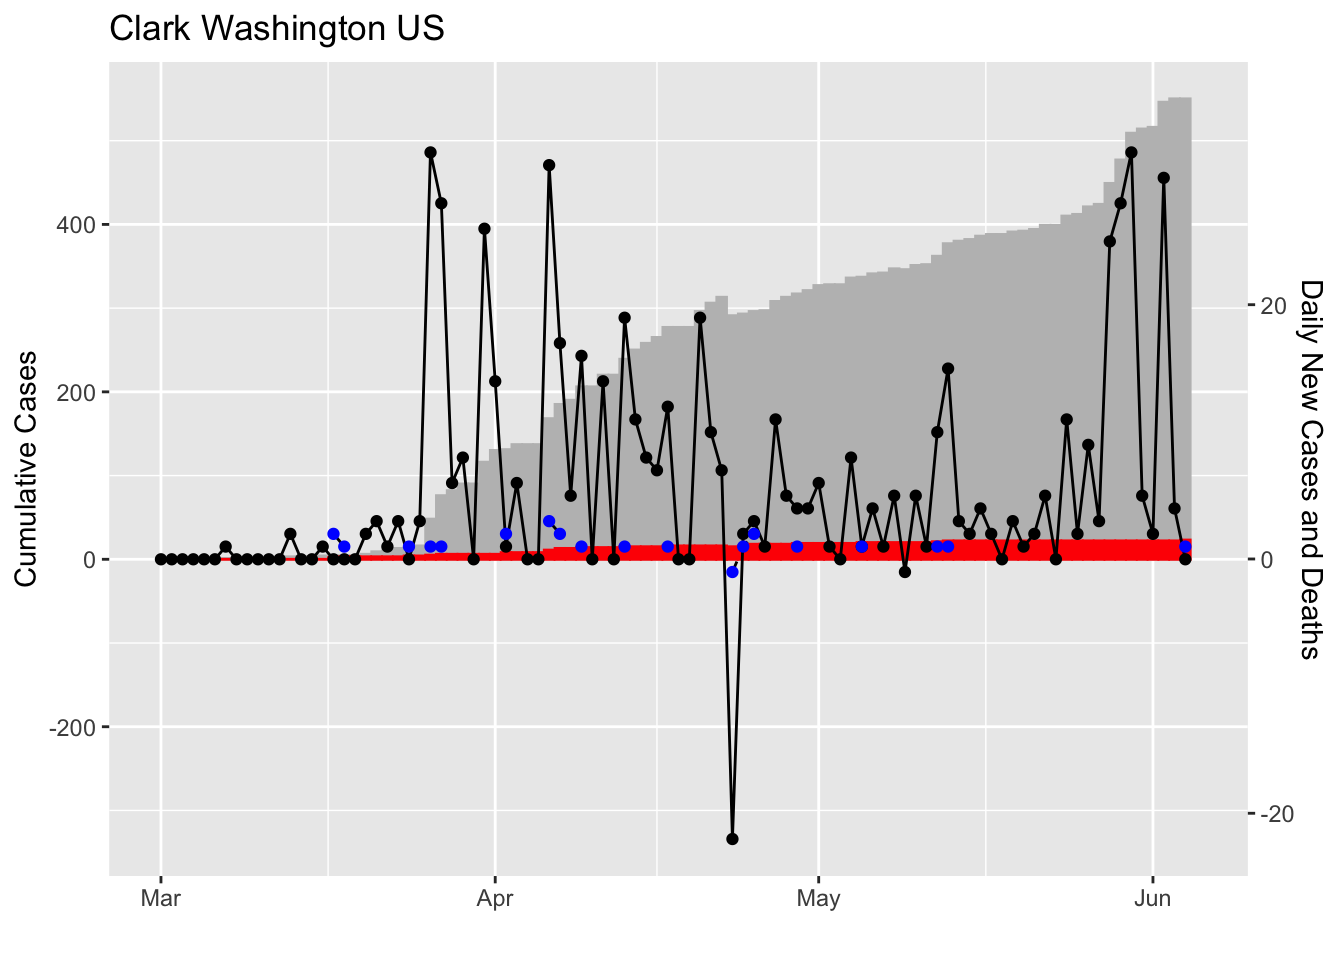 Clark Washington US
Cumulative Cases
400
200
0
-200
20
0
-20
Daily New Cases and Deaths
Mar
Apr
May
Jun